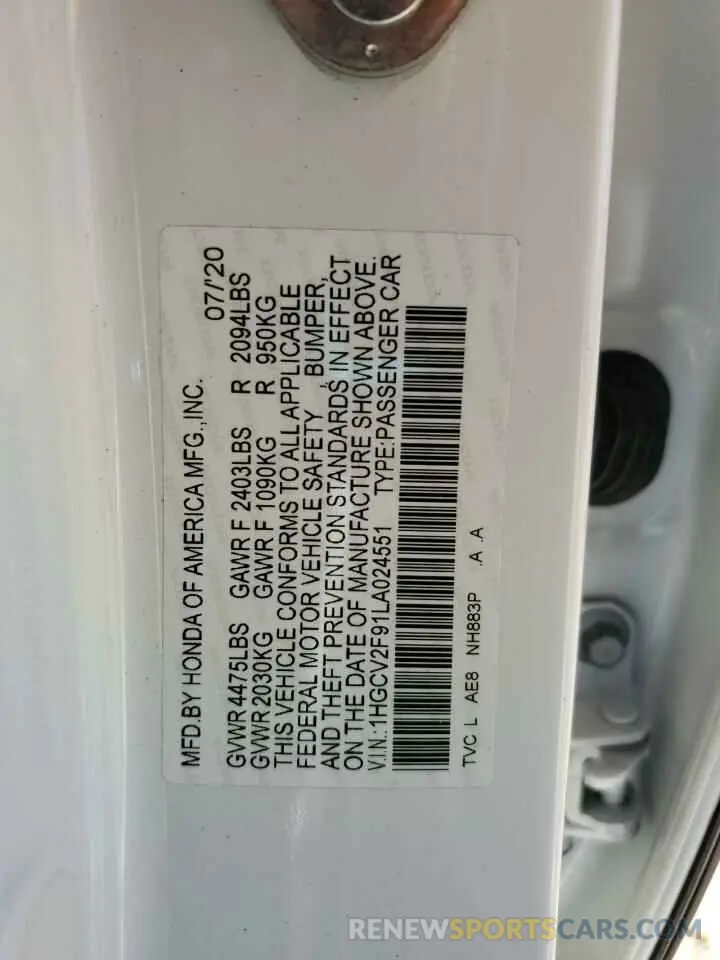 MFD.BY HONDA OF AMERICA MFG.,INC. 07/'20
GVWR 4475LBS GAWR F 2403LBS R 2094LBS
GVWR 2030KG GAWR F 1090KG R 950KG
THIS VEHICLE CONFORMS TO ALL APPLICABLE
FEDERAL MOTOR VEHICLE SAFETY , BUMPER,
AND THEFT PREVENTION STANDARDS IN EFFECT
ON THE DATE OF MANUFACTURE SHOWN ABOVE.
V.I.N.:1HGCV2F91LA024551 TYPE:PASSENGER CAR
TVC L AE8 NH883P .A .A
RENEWSPORTSCARS.COM